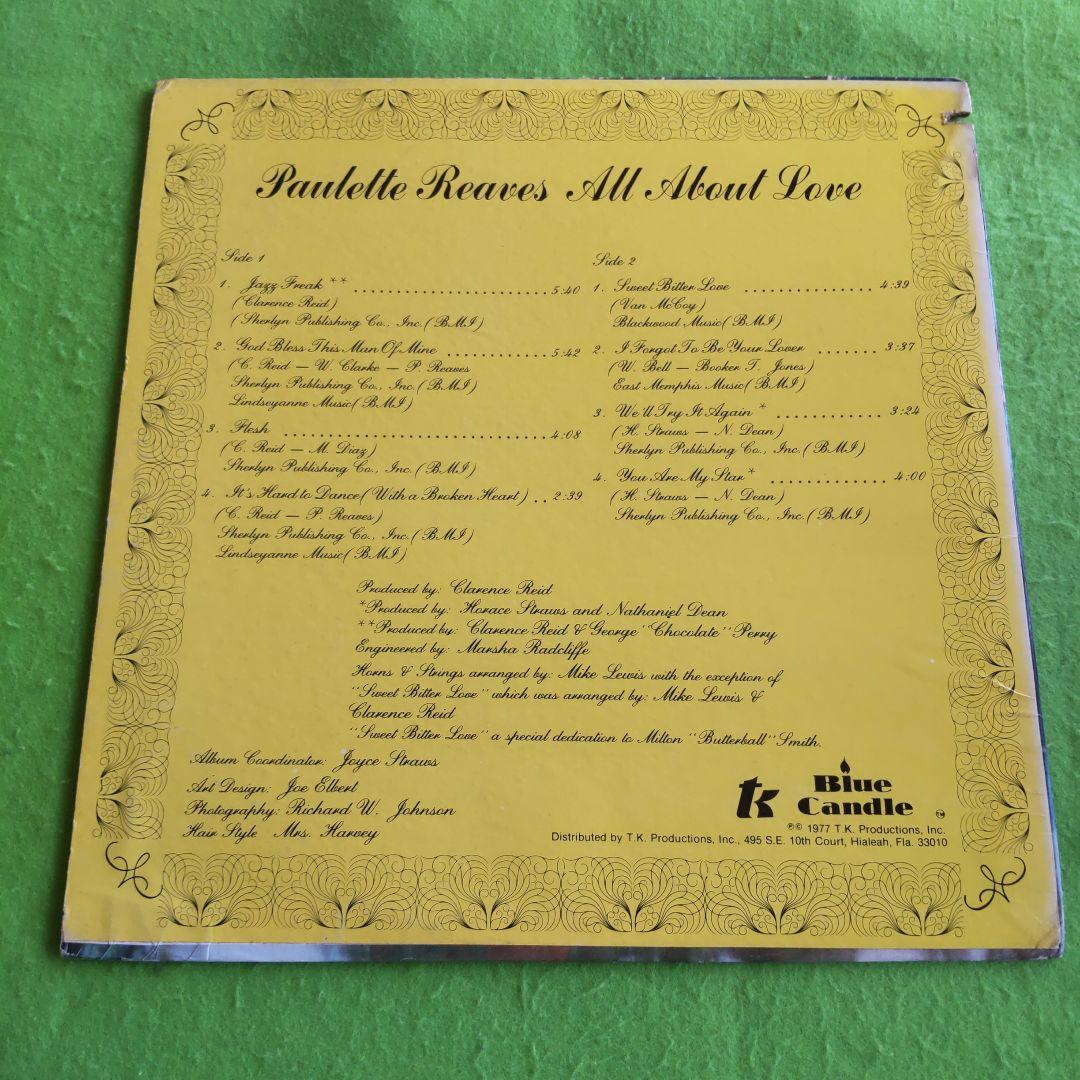 Paulette Reaves All About Love
Side 1
1. Jazz Freak ** 5:40
(Clarence Reid)
(Sherlyn Publishing Co., Inc. (BMI)
2. God Bless This Man Of Mine 5:42
(C. Reid — W. Clarke — P. Reaves
Sherlyn Publishing Co., Inc. (BMI)
Lindseyanne Music (BMI)
3. Flesh 4:08
(C. Reid — M. Diaz)
Sherlyn Publishing Co., Inc. (BMI)
4. It's Hard to Dance (With a Broken Heart) 2:39
(C. Reid — P. Reaves)
Sherlyn Publishing Co., Inc. (BMI)
Lindseyanne Music (BMI)
Side 2
1. Sweet Bitter Love 4:39
(Van McCoy)
Blackwood Music (BMI)
2. I Forgot To Be Your Lover 3:37
(W. Bell — Booker T. Jones)
East Memphis Music (BMI)
3. We'll Try It Again * 3:24
(H. Straws — N. Dean)
Sherlyn Publishing Co., Inc. (BMI)
4. You Are My Star * 4:00
(H. Straws — N. Dean)
Sherlyn Publishing Co., Inc. (BMI)
Produced by: Clarence Reid
*Produced by: Horace Straws and Nathaniel Dean
**Produced by: Clarence Reid & George "Chocolate" Perry
Engineered by: Marsha Radcliffe
Horns & Strings arranged by: Mike Lewis with the exception of
"Sweet Bitter Love" which was arranged by: Mike Lewis &
Clarence Reid
"Sweet Bitter Love" a special dedication to Milton "Butterball" Smith.
Album Coordinator: Joyce Straws
Art Design: Joe Elbert
Photography: Richard W. Johnson
Hair Style Mrs. Harvey
tk Blue
Candle TM
℗© 1977 T.K. Productions, Inc.
Distributed by T.K. Productions, Inc., 495 S.E. 10th Court, Hialeah, Fla. 33010